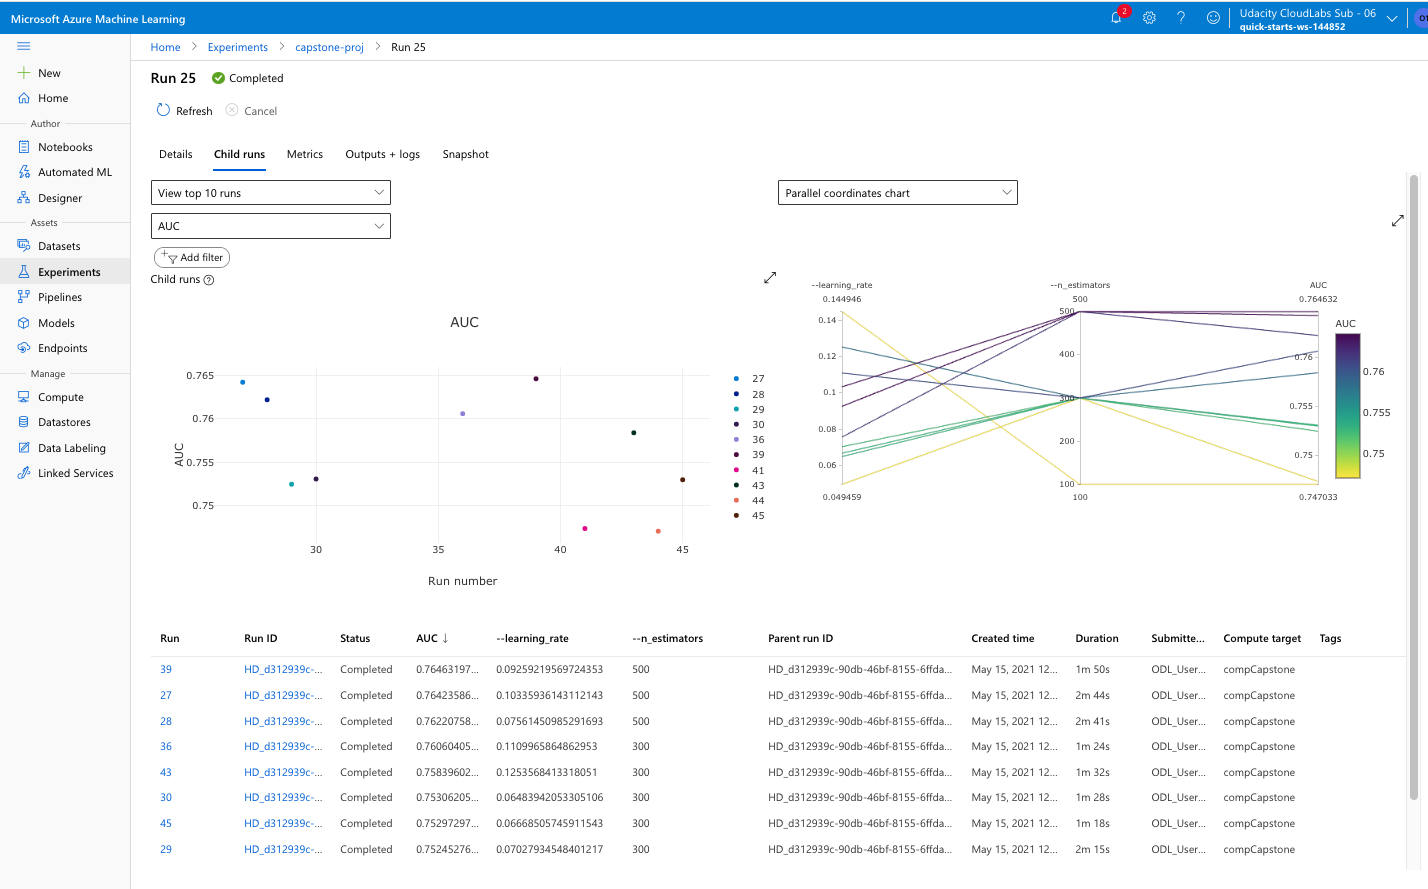 Microsoft Azure Machine Learning
2
Udacity CloudLabs Sub - 06
quick-starts-ws-144852
Home > Experiments > capstone-proj > Run 25
New
Home
Author
Notebooks
Automated ML
Designer
Assets
Datasets
Experiments
Pipelines
Models
Endpoints
Manage
Compute
Datastores
Data Labeling
Linked Services
Run 25 Completed
Refresh Cancel
Details Child runs Metrics Outputs + logs Snapshot
View top 10 runs
AUC
Add filter
Child runs
Parallel coordinates chart
AUC
0.765
0.76
0.755
0.75
AUC
30 35 40 45
Run number
27
28
29
30
36
39
41
43
44
45
--learning_rate --n_estimators AUC
0.144946 500 0.764632
0.14
0.12
0.1
0.08
0.06
500
400
300
200
100
0.76
0.755
0.75
0.049459 100 0.747033
AUC
0.76
0.755
0.75
Run Run ID Status AUC ↓ --learning_rate --n_estimators Parent run ID Created time Duration Submitte... Compute target Tags
39 HD_d312939c-... Completed 0.76463197... 0.09259219569724353 500 HD_d312939c-90db-46bf-8155-6ffda... May 15, 2021 12... 1m 50s ODL_User... compCapstone
27 HD_d312939c-... Completed 0.76423586... 0.10335936143112143 500 HD_d312939c-90db-46bf-8155-6ffda... May 15, 2021 12... 2m 44s ODL_User... compCapstone
28 HD_d312939c-... Completed 0.76220758... 0.07561450985291693 500 HD_d312939c-90db-46bf-8155-6ffda... May 15, 2021 12... 2m 41s ODL_User... compCapstone
36 HD_d312939c-... Completed 0.76060405... 0.1109965864862953 300 HD_d312939c-90db-46bf-8155-6ffda... May 15, 2021 12... 1m 24s ODL_User... compCapstone
43 HD_d312939c-... Completed 0.75839602... 0.1253568413318051 300 HD_d312939c-90db-46bf-8155-6ffda... May 15, 2021 12... 1m 32s ODL_User... compCapstone
30 HD_d312939c-... Completed 0.75306205... 0.06483942053305106 300 HD_d312939c-90db-46bf-8155-6ffda... May 15, 2021 12... 1m 28s ODL_User... compCapstone
45 HD_d312939c-... Completed 0.75297297... 0.06668505745911543 300 HD_d312939c-90db-46bf-8155-6ffda... May 15, 2021 12... 1m 18s ODL_User... compCapstone
29 HD_d312939c-... Completed 0.75245276... 0.07027934548401217 300 HD_d312939c-90db-46bf-8155-6ffda... May 15, 2021 12... 2m 15s ODL_User... compCapstone